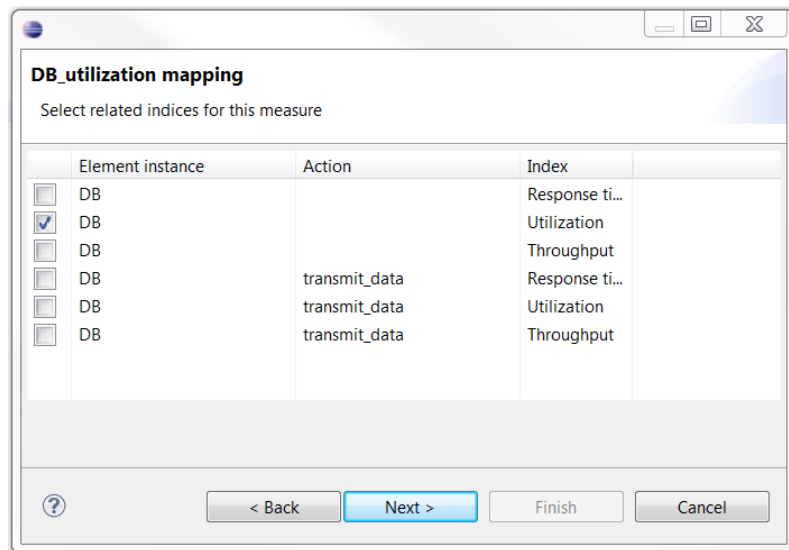 DB_utilization mapping
Select related indices for this measure
Element instance Action Index
DB Response ti...
DB Utilization
DB Throughput
DB transmit_data Response ti...
DB transmit_data Utilization
DB transmit_data Throughput
? < Back Next > Finish Cancel